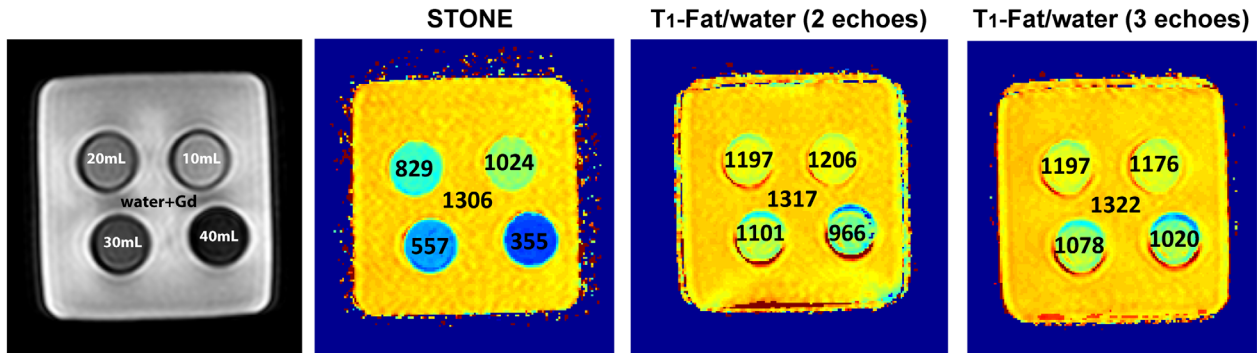 STONE
T1-Fat/water (2 echoes)
T1-Fat/water (3 echoes)
20mL
10mL
water+Gd
30mL
40mL
829
1024
1306
557
355
1197
1206
1317
1101
966
1197
1176
1322
1078
1020